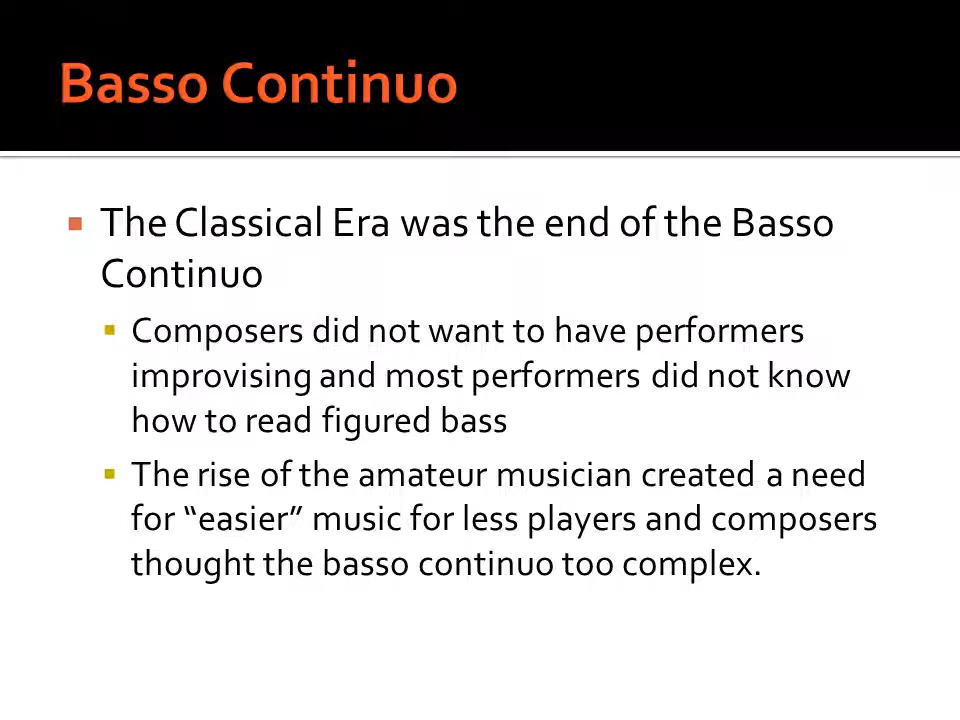 Basso Continuo
The Classical Era was the end of the Basso
Continuo
Composers did not want to have performers
improvising and most performers did not know
how to read figured bass
The rise of the amateur musician created a need
for “easier” music for less players and composers
thought the basso continuo too complex.